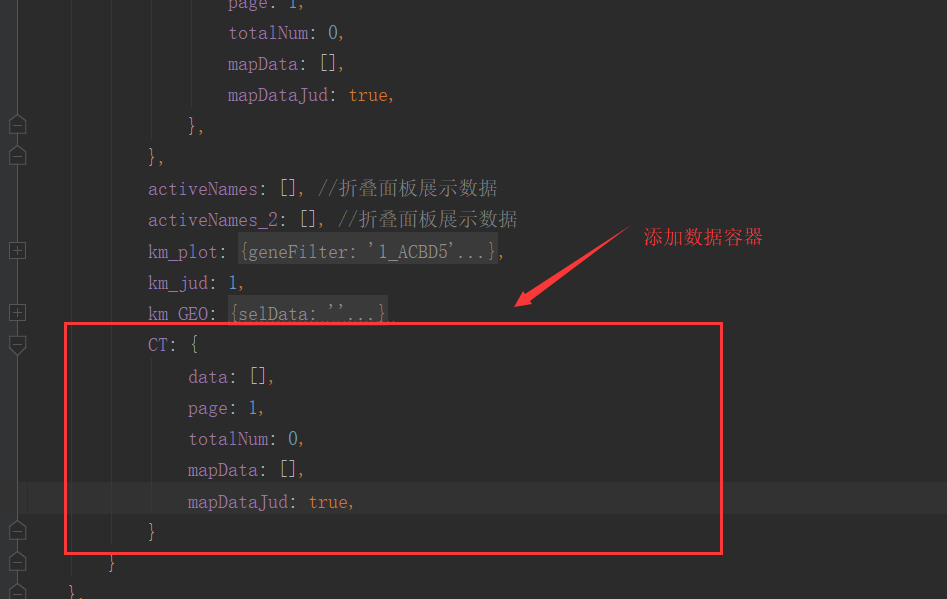 page: 1,
totalNum: 0,
mapData: [],
mapDataJud: true,
},
},
activeNames: [], //折叠面板展示数据
activeNames_2: [], //折叠面板展示数据
km_plot: {geneFilter: '1_ACBD5'...},
添加数据容器
km_jud: 1,
km_GEO: {selData: ''...}
CT: {
data: [],
page: 1,
totalNum: 0,
mapData: [],
mapDataJud: true,
}
}
},